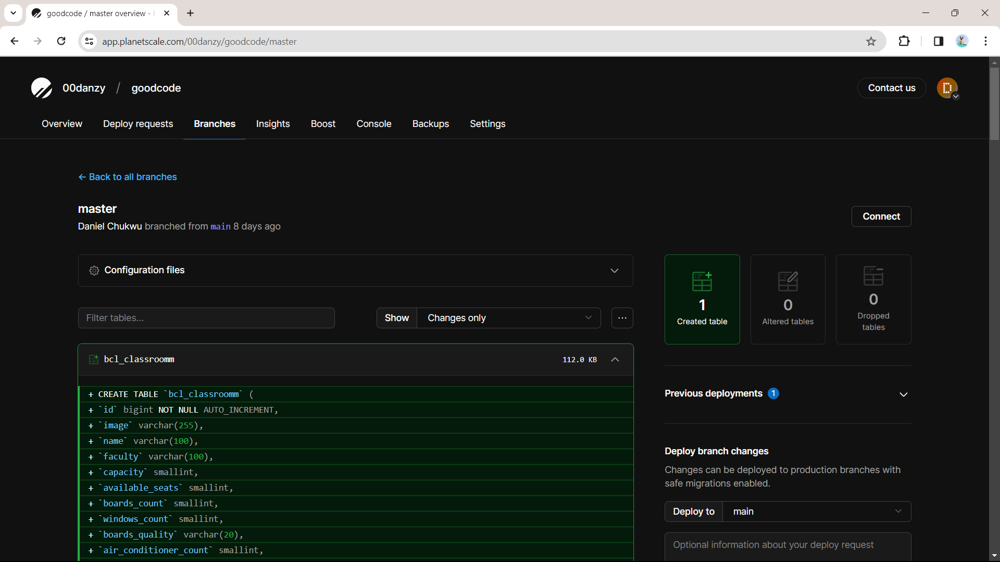 goodcode / master overview -
app.planetscale.com/00danzy/goodcode/master
00danzy / goodcode
Contact us
Overview Deploy requests Branches Insights Boost Console Backups Settings
← Back to all branches
master
Daniel Chukwu branched from main 8 days ago
Connect
Configuration files
Filter tables...
Show Changes only
...
1
Created table
0
Altered tables
0
Dropped
tables
bcl_classroomm 112.0 KB
+ CREATE TABLE `bcl_classroomm` (
+ `id` bigint NOT NULL AUTO_INCREMENT,
+ `image` varchar(255),
+ `name` varchar(100),
+ `faculty` varchar(100),
+ `capacity` smallint,
+ `available_seats` smallint,
+ `boards_count` smallint,
+ `windows_count` smallint,
+ `boards_quality` varchar(20),
+ `air_conditioner_count` smallint,
Previous deployments 1
Deploy branch changes
Changes can be deployed to production branches with
safe migrations enabled.
Deploy to main
Optional information about your deploy request